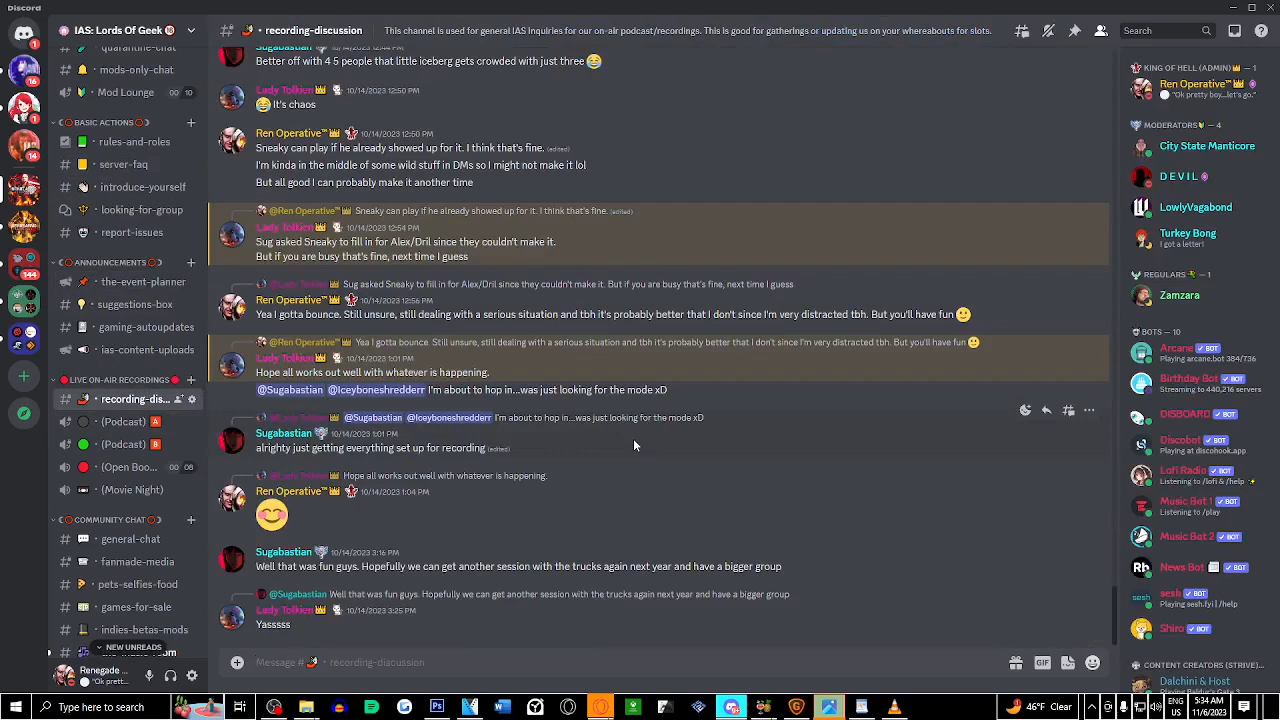 Discord
IAS: Lords Of Geek
recording-discussion
This channel is used for general IAS Inquiries for our on-air podcast/recordings. This is good for gatherings or updating us on your whereabouts for slots.
Search
quarantine-chat
mods-only-chat
Mod Lounge 00 10
BASIC ACTIONS
rules-and-roles
server-faq
introduce-yourself
looking-for-group
report-issues
ANNOUNCEMENTS
the-event-planner
suggestions-box
gaming-autoupdates
ias-content-uploads
LIVE ON-AIR RECORDINGS
recording-dis...
(Podcast) A
(Podcast) B
(Open Boo... 00 08
(Movie Night)
COMMUNITY CHAT
general-chat
fanmade-media
pets-selfies-food
games-for-sale
indies-betas-mods
NEW UNREADS
Renegade ...
"Ok pret...
1
16
1
14
144
Sugabastian 10/14/2023 12:44 PM
Better off with 4 5 people that little iceberg gets crowded with just three 😂
Lady Tolkien 10/14/2023 12:50 PM
😂 It's chaos
Ren Operative™ 10/14/2023 12:50 PM
Sneaky can play if he already showed up for it. I think that's fine. (edited)
I'm kinda in the middle of some wild stuff in DMs so I might not make it lol
But all good I can probably make it another time
@Ren Operative™ Sneaky can play if he already showed up for it. I think that's fine. (edited)
Lady Tolkien 10/14/2023 12:54 PM
Sug asked Sneaky to fill in for Alex/Dril since they couldn't make it.
But if you are busy that's fine, next time I guess
@Lady Tolkien Sug asked Sneaky to fill in for Alex/Dril since they couldn't make it. But if you are busy that's fine, next time I guess
Ren Operative™ 10/14/2023 12:56 PM
Yea I gotta bounce. Still unsure, still dealing with a serious situation and tbh it's probably better that I don't since I'm very distracted tbh. But you'll have fun 🙂
@Ren Operative™ Yea I gotta bounce. Still unsure, still dealing with a serious situation and tbh it's probably better that I don't since I'm very distracted tbh. But you'll have fun 🙂
Lady Tolkien 10/14/2023 1:01 PM
Hope all works out well with whatever is happening.
@Sugabastian @Iceyboneshredderr I'm about to hop in...was just looking for the mode xD
@Lady Tolkien @Sugabastian @Iceyboneshredderr I'm about to hop in...was just looking for the mode xD
Sugabastian 10/14/2023 1:01 PM
alrighty just getting everything set up for recording (edited)
@Lady Tolkien Hope all works out well with whatever is happening.
Ren Operative™ 10/14/2023 1:04 PM
😊
Sugabastian 10/14/2023 3:16 PM
Well that was fun guys. Hopefully we can get another session with the trucks again next year and have a bigger group
@Sugabastian Well that was fun guys. Hopefully we can get another session with the trucks again next year and have a bigger group
Lady Tolkien 10/14/2023 3:25 PM
Yasssss
Message # recording-discussion
GIF
KING OF HELL (ADMIN) — 1
Ren Operative™
"Ok pretty boy...let's go."
MODERATORS — 4
City State Manticore
D E V I L
LowlyVagabond
Turkey Bong
I got a letter!
REGULARS — 1
Zamzara
BOTS — 10
Arcane BOT
Playing arcane.bot 384/736
Birthday Bot BOT
Streaming to 440,216 servers
DISBOARD BOT
Discobot BOT
Playing at discohook.app
Lofi Radio BOT
Listening to /lofi & /help
Music Bot 1 BOT
Listening to /play
Music Bot 2 BOT
News Bot BOT
sesh BOT
Playing sesh.fyi | /help
Shiro BOT
CONTENT CREATORS (STRIVE)...
Dalchini & Host
Playing Baldur's Gate 3
Type here to search
46°F Clear
ENG
US
5:34 AM
11/6/2023